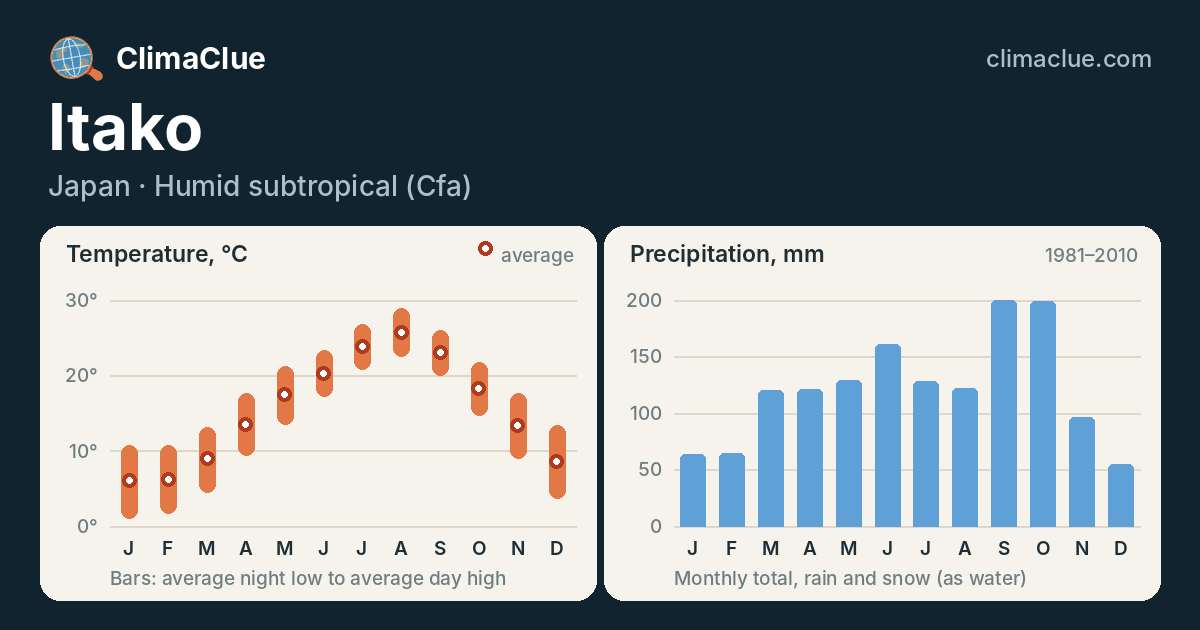 ClimaClue
climaclue.com
Itako
Japan · Humid subtropical (Cfa)
Temperature, °C
average
30°
20°
10°
0°
J F M A M J J A S O N D
Bars: average night low to average day high
Precipitation, mm
1981–2010
200
150
100
50
0
J F M A M J J A S O N D
Monthly total, rain and snow (as water)